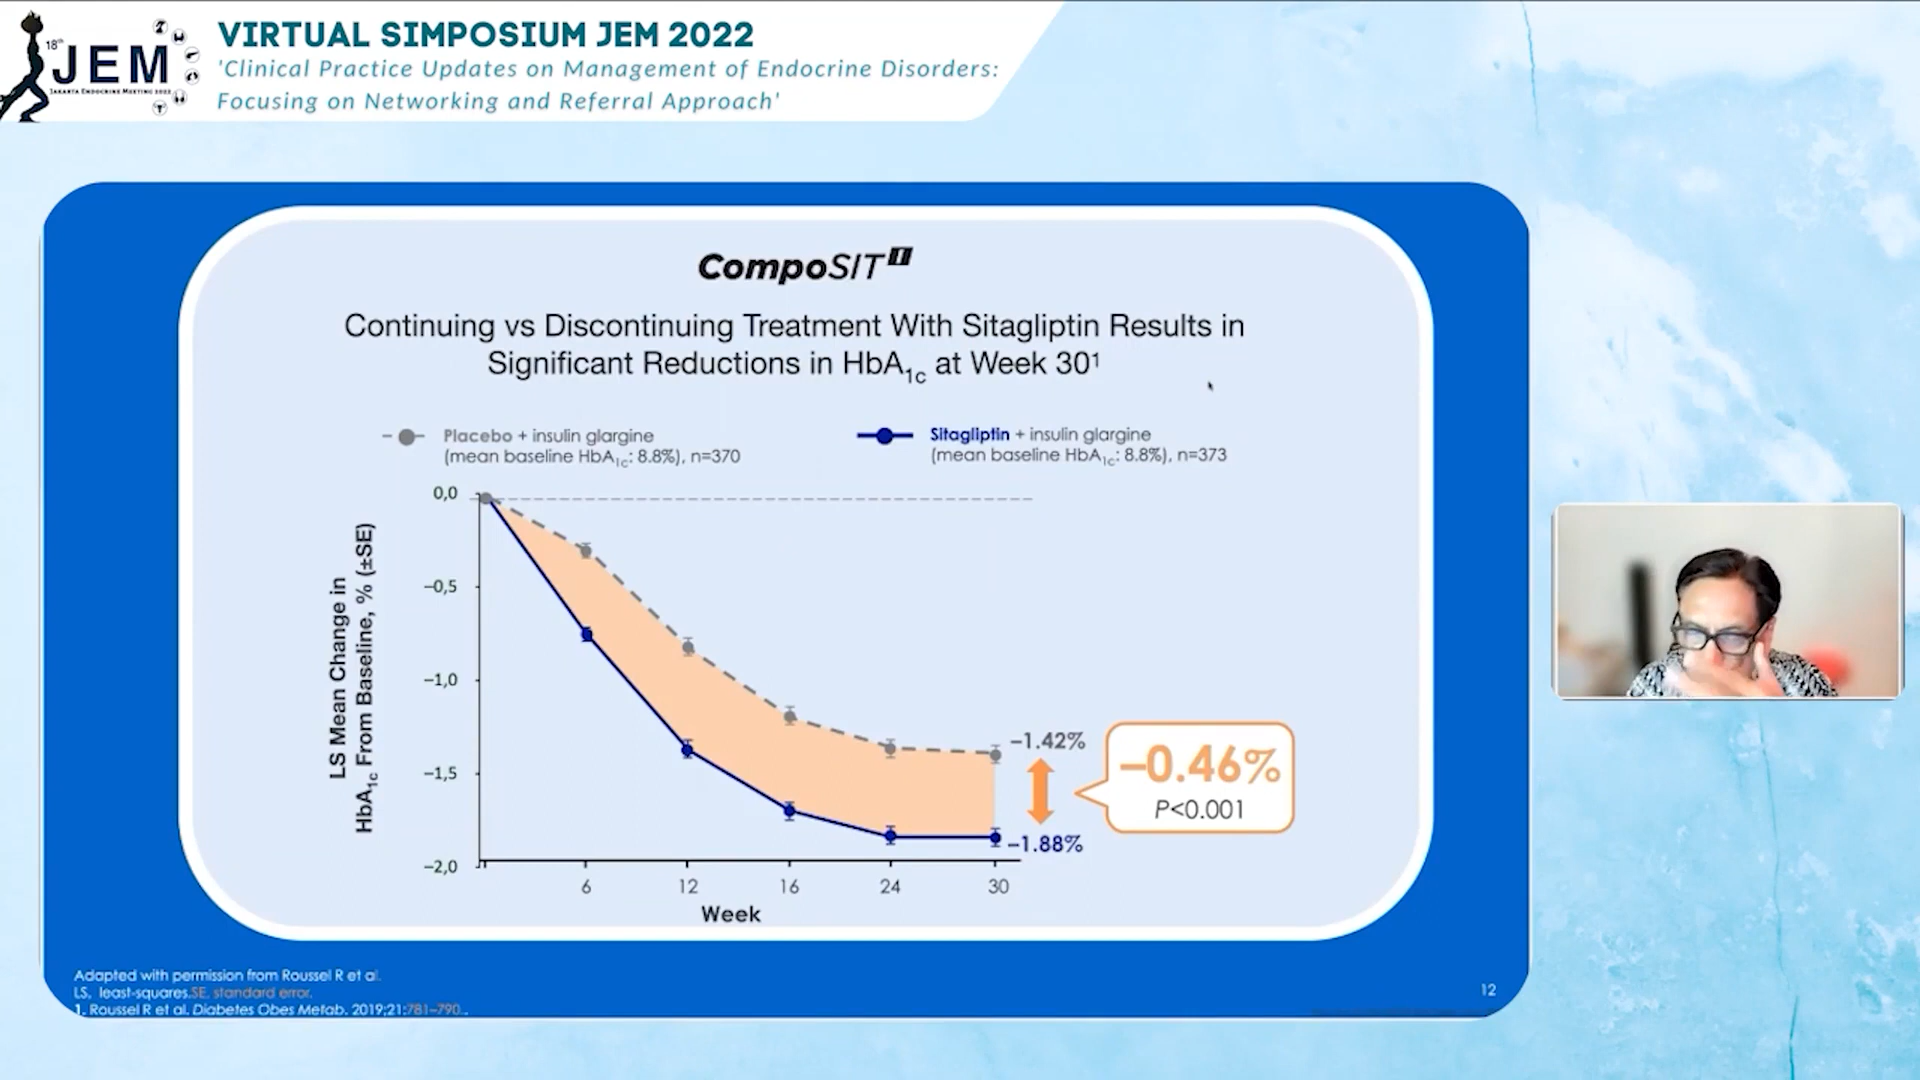 18th
JEM
JAKARTA ENDOCRINE MEETING 2022
VIRTUAL SIMPOSIUM JEM 2022
'Clinical Practice Updates on Management of Endocrine Disorders:
Focusing on Networking and Referral Approach'
CompoSIT I
Continuing vs Discontinuing Treatment With Sitagliptin Results in
Significant Reductions in HbA1c at Week 30¹
Placebo + insulin glargine
(mean baseline HbA1c: 8.8%), n=370
Sitagliptin + insulin glargine
(mean baseline HbA1c: 8.8%), n=373
LS Mean Change in
HbA1c From Baseline, % (±SE)
0,0
–0,5
–1,0
–1,5
–2,0
–1.42%
–1.88%
–0.46%
P<0.001
6 12 16 24 30
Week
Adapted with permission from Roussel R et al.
LS, least-squares.SE, standard error.
1. Roussel R et al. Diabetes Obes Metab. 2019;21:781–790.
12